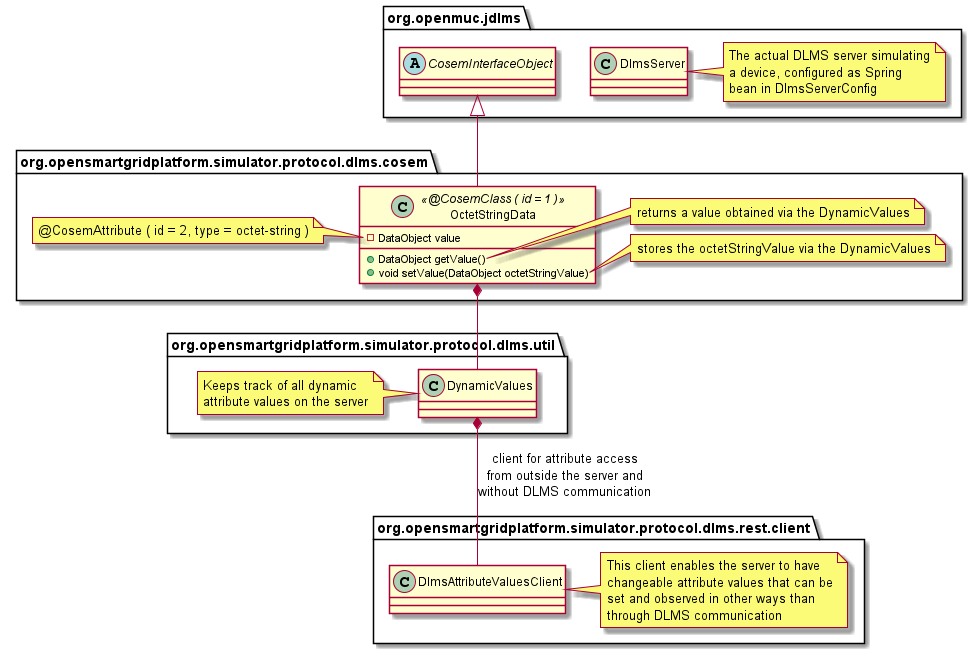 org.openmuc.jdlms
A CosemInterfaceObject
C DlmsServer
The actual DLMS server simulating
a device, configured as Spring
bean in DlmsServerConfig
org.opensmartgridplatform.simulator.protocol.dlms.cosem
C «@CosemClass ( id = 1 )»
OctetStringData
DataObject value
DataObject getValue()
void setValue(DataObject octetStringValue)
@CosemAttribute ( id = 2, type = octet-string )
returns a value obtained via the DynamicValues
stores the octetStringValue via the DynamicValues
org.opensmartgridplatform.simulator.protocol.dlms.util
Keeps track of all dynamic
attribute values on the server
C DynamicValues
client for attribute access
from outside the server and
without DLMS communication
org.opensmartgridplatform.simulator.protocol.dlms.rest.client
C DlmsAttributeValuesClient
This client enables the server to have
changeable attribute values that can be
set and observed in other ways than
through DLMS communication